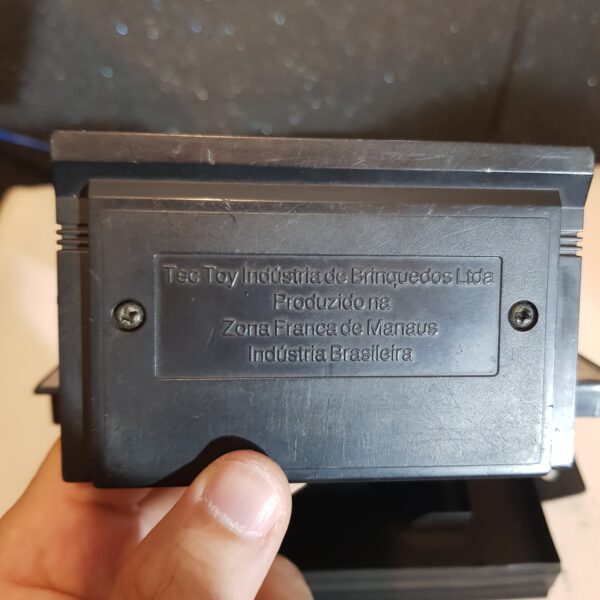 Tec Toy Indústria de Brinquedos Ltda
Produzido na
Zona Franca de Manaus
Indústria Brasileira